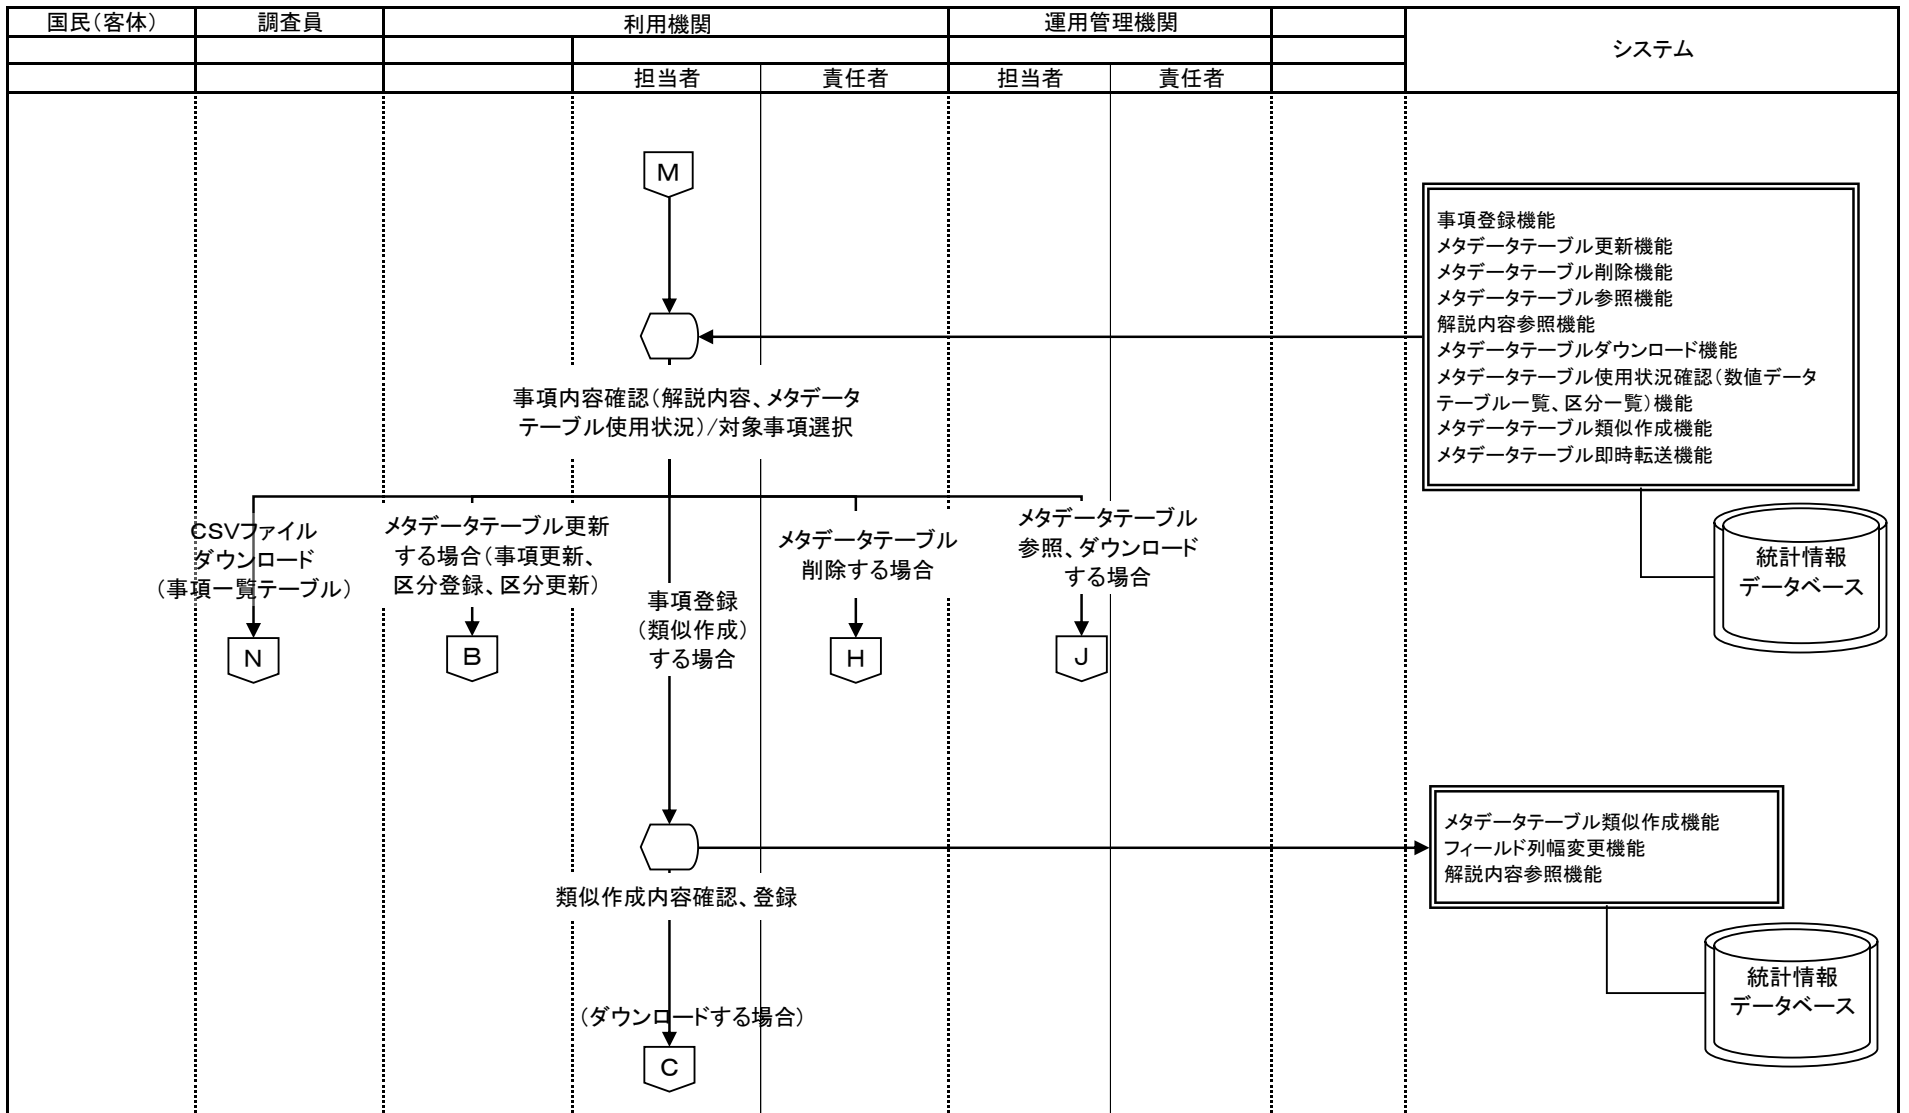 国民（客体）
調査員
利用機関
運用管理機関
システム
担当者
責任者
担当者
責任者
M
事項登録機能
メタデータテーブル更新機能
メタデータテーブル削除機能
メタデータテーブル参照機能
解説内容参照機能
メタデータテーブルダウンロード機能
メタデータテーブル使用状況確認（数値データ
テーブル一覧、区分一覧）機能
メタデータテーブル類似作成機能
メタデータテーブル即時転送機能
統計情報
データベース
事項内容確認（解説内容、メタデータ
テーブル使用状況）/対象事項選択
CSVファイル
ダウンロード
（事項一覧テーブル）
N
メタデータテーブル更新
する場合（事項更新、
区分登録、区分更新）
B
事項登録
（類似作成）
する場合
メタデータテーブル
削除する場合
H
メタデータテーブル
参照、ダウンロード
する場合
J
メタデータテーブル類似作成機能
フィールド列幅変更機能
解説内容参照機能
統計情報
データベース
類似作成内容確認、登録
（ダウンロードする場合）
C